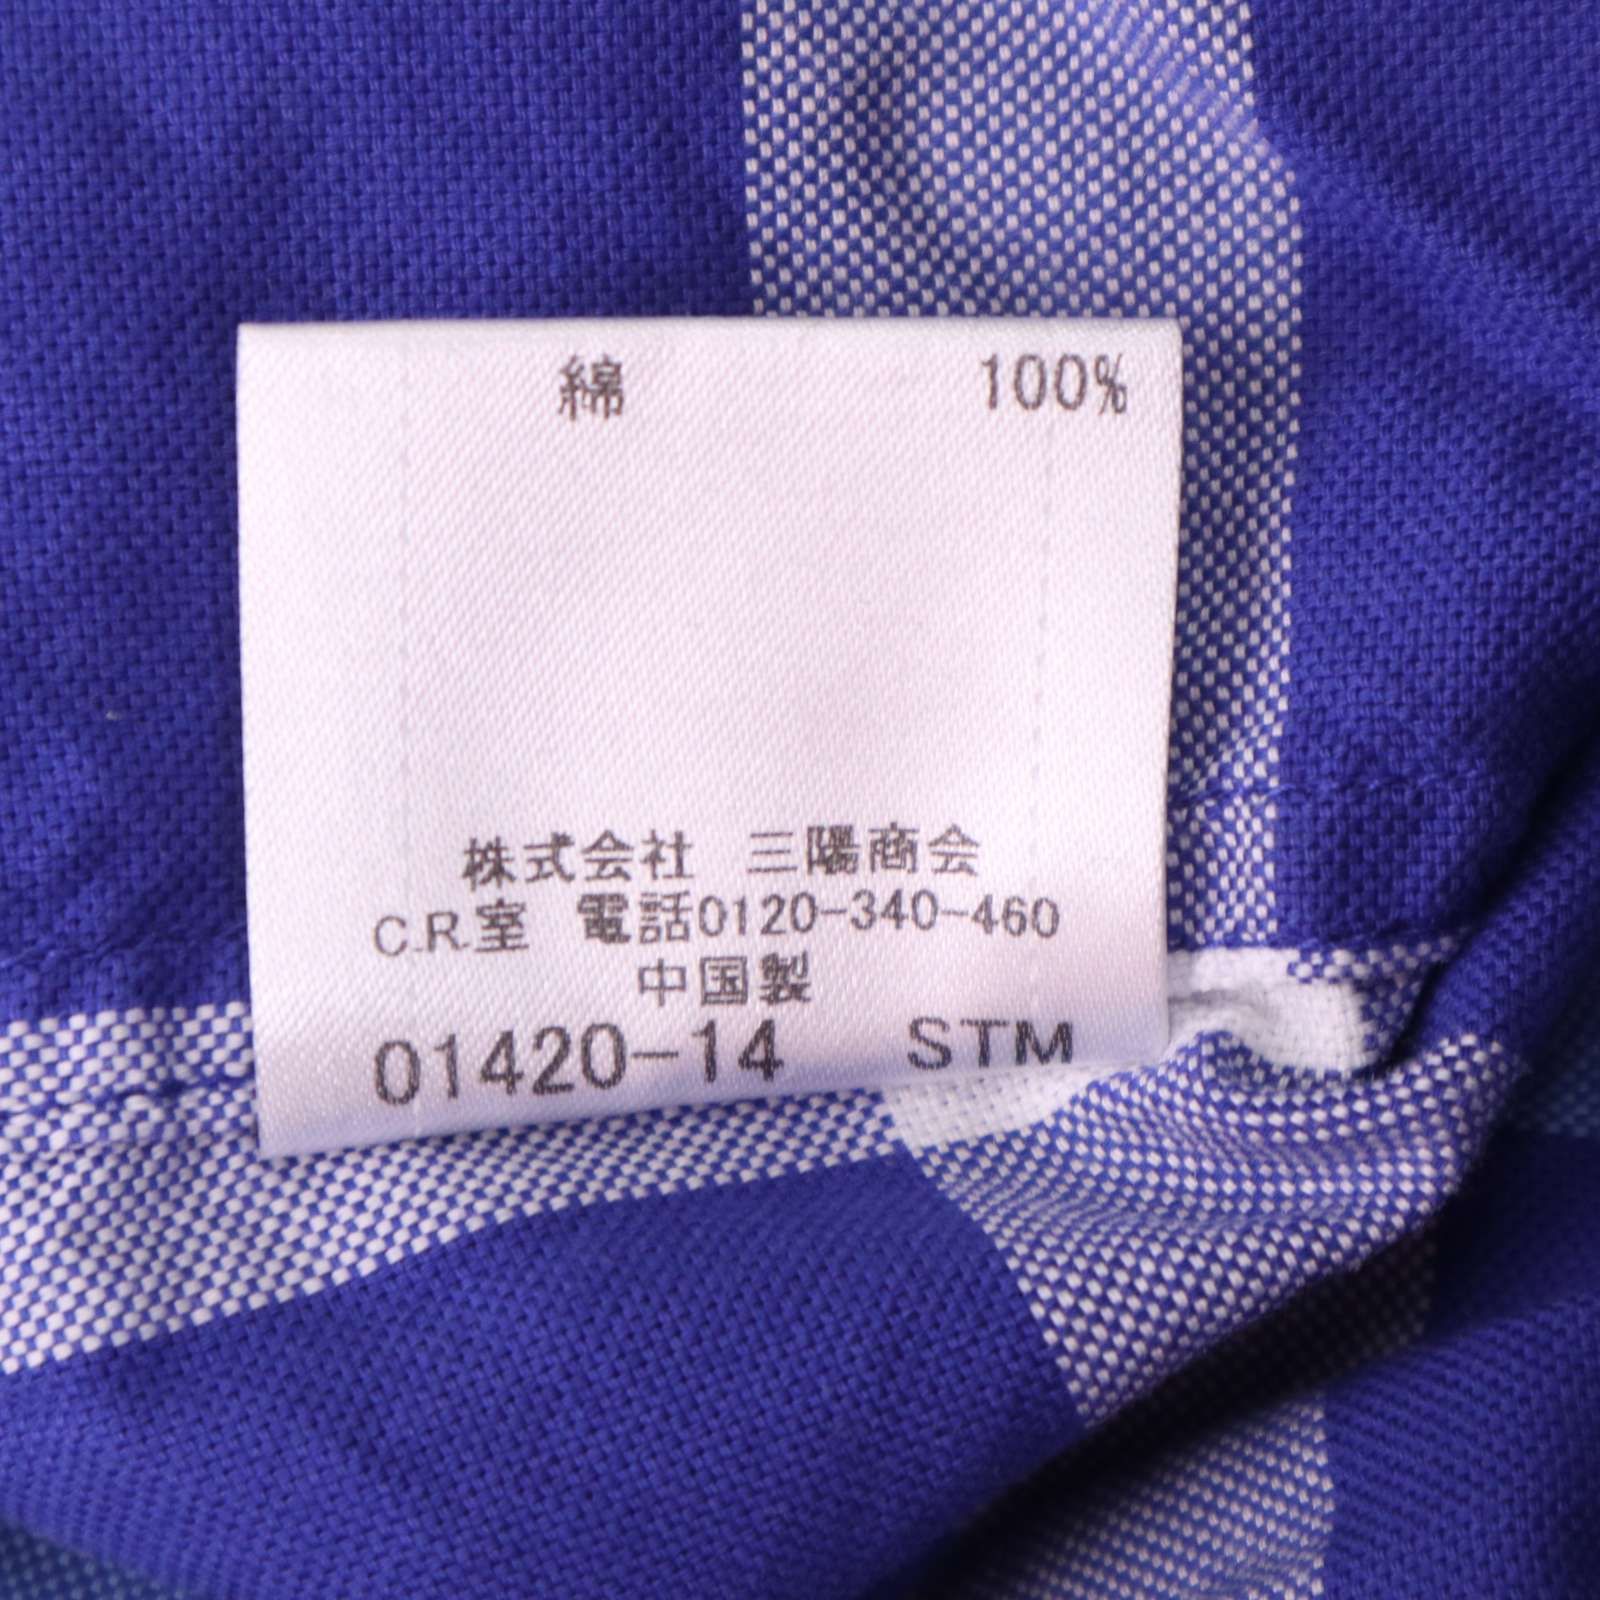 綿 100%
株式会社 三陽商会
C.R.室 電話0120-340-460
中国製
01420-14 STM